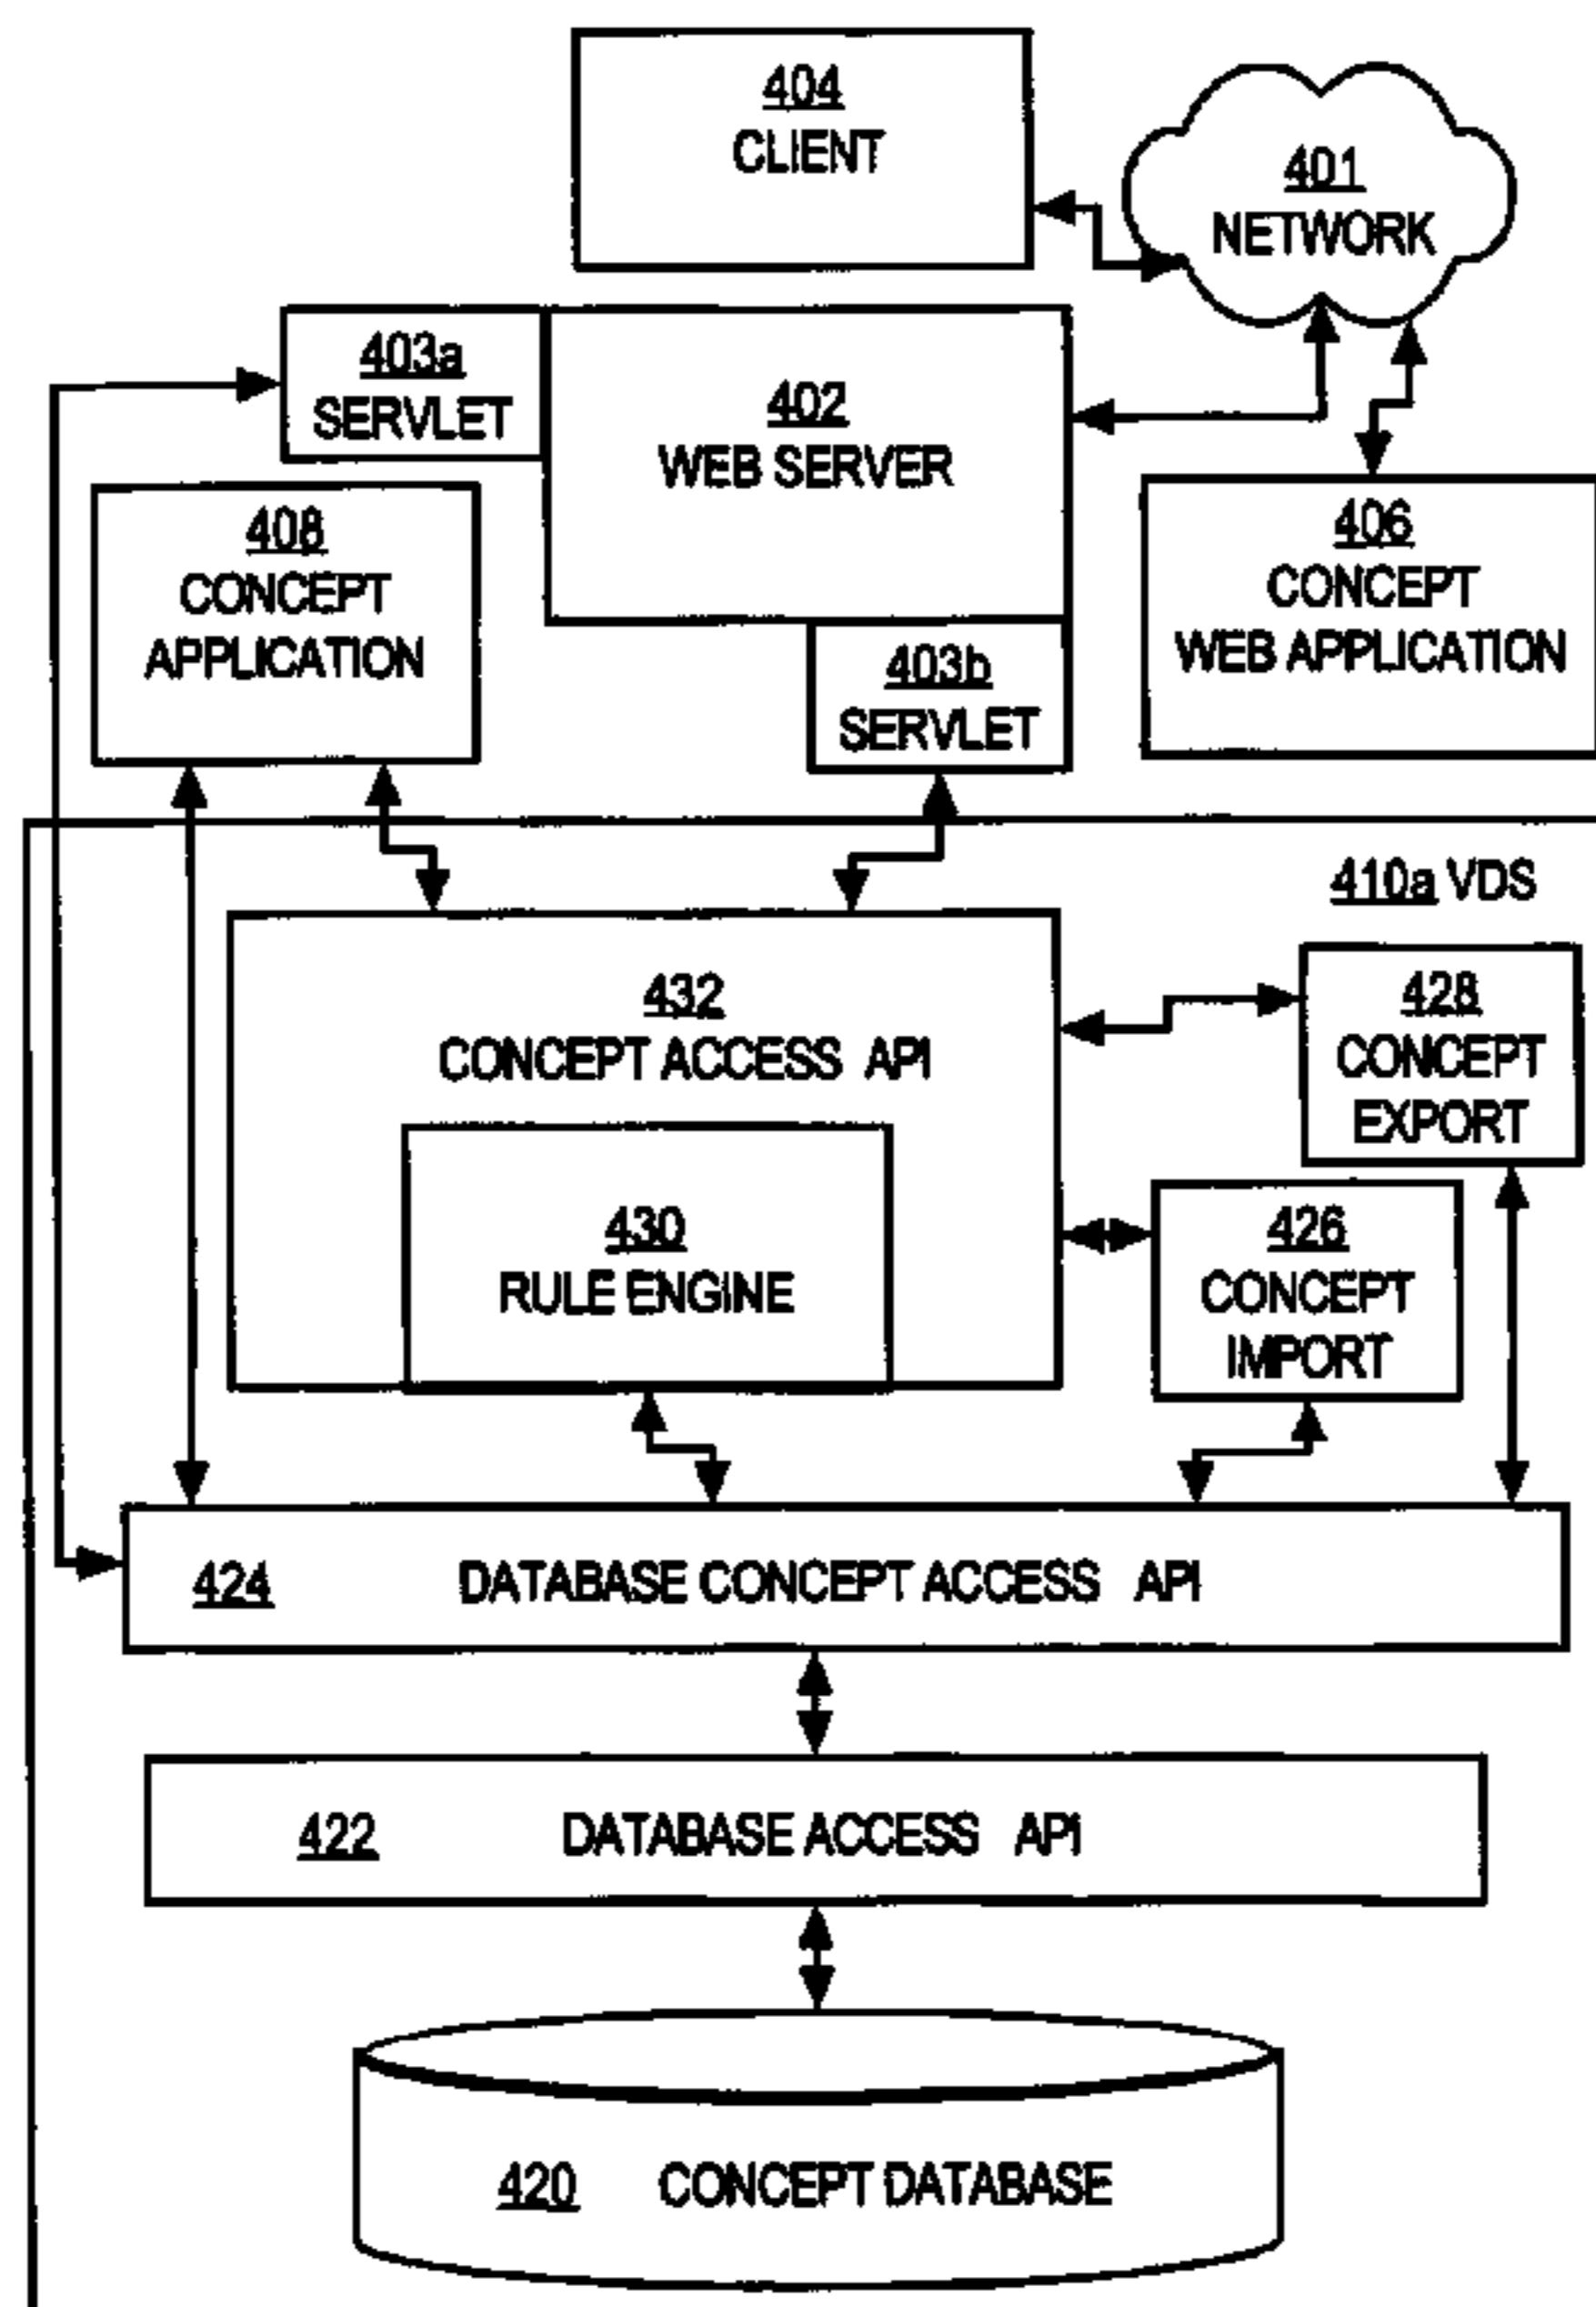 404
CLIENT
401
NETWORK
403a
SERVLET
402
WEB SERVER
408
CONCEPT
APPLICATION
406
CONCEPT
WEB APPLICATION
403b
SERVLET
410a VDS
432
CONCEPT ACCESS API
428
CONCEPT
EXPORT
430
RULE ENGINE
426
CONCEPT
IMPORT
424 DATABASE CONCEPT ACCESS API
422 DATABASE ACCESS API
420 CONCEPT DATABASE